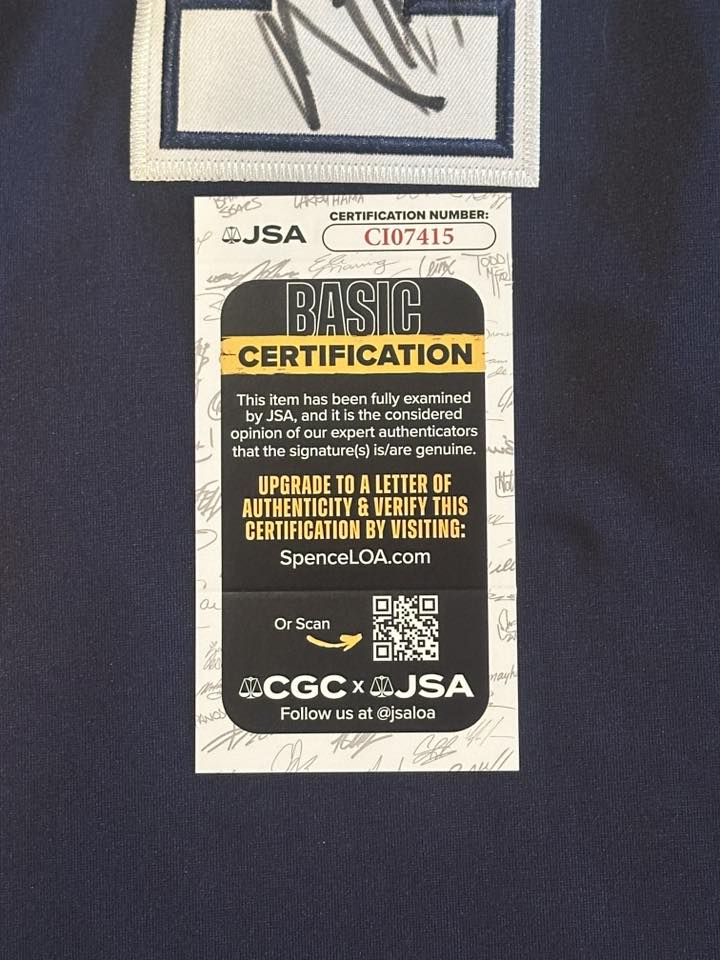 LARRY HAMA
JSA
CERTIFICATION NUMBER:
CI07415
BASIC
CERTIFICATION
This item has been fully examined
by JSA, and it is the considered
opinion of our expert authenticators
that the signature(s) is/are genuine.
UPGRADE TO A LETTER OF
AUTHENTICITY & VERIFY THIS
CERTIFICATION BY VISITING:
SpenceLOA.com
Or Scan
CGC x JSA
Follow us at @jsaloa